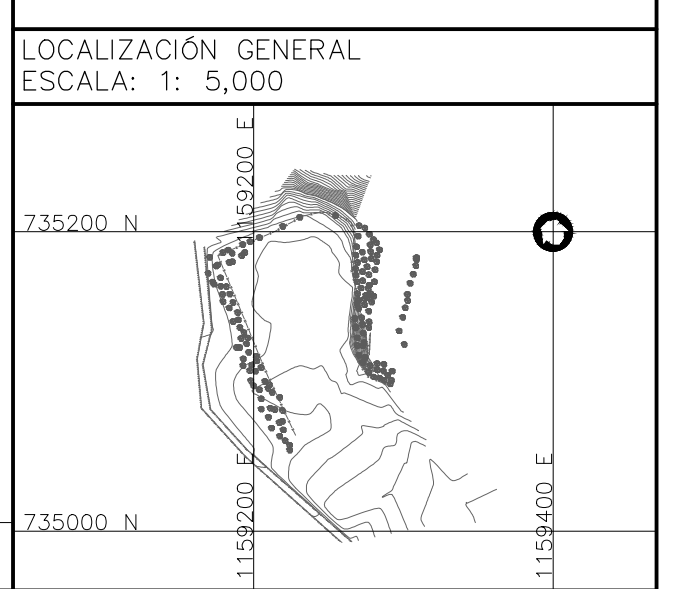 LOCALIZACIÓN GENERAL
ESCALA: 1: 5,000
1159200 E
735200 N
1159200 E
1159400 E
735000 N